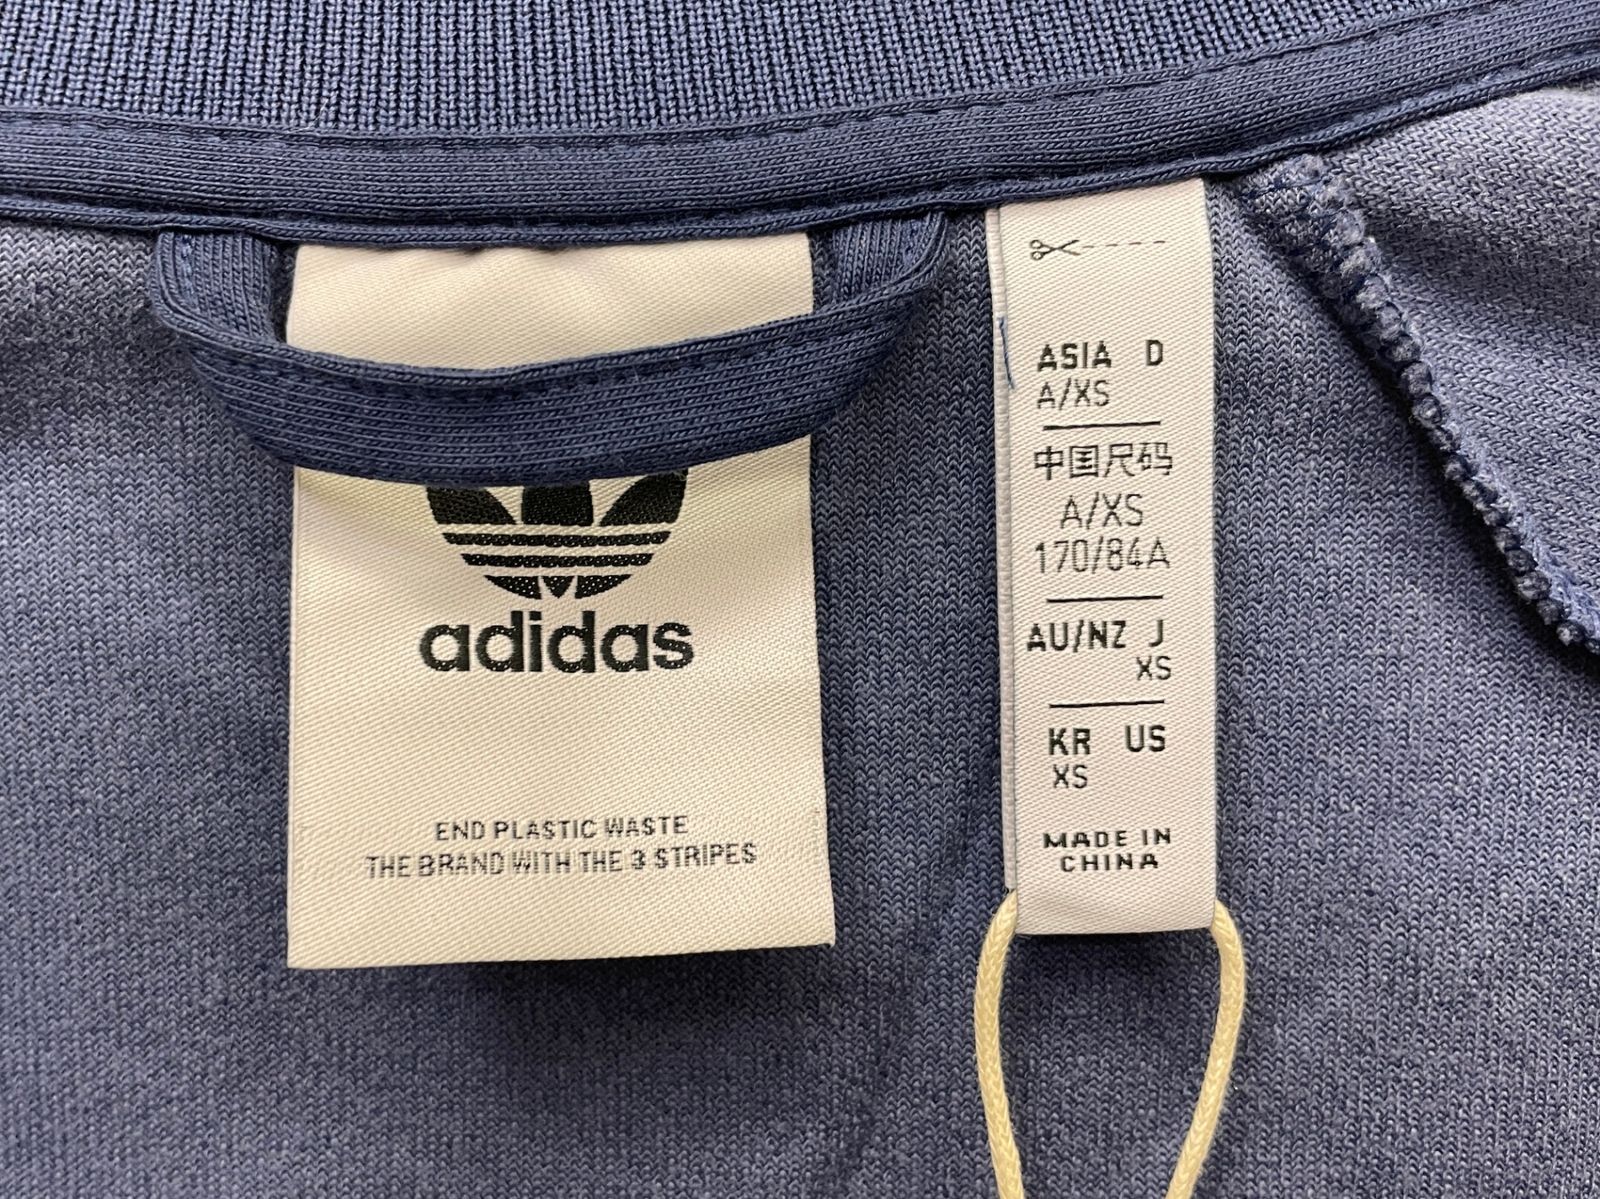 adidas
END PLASTIC WASTE
THE BRAND WITH THE 3 STRIPES
ASIA D
A/XS
中国尺码
A/XS
170/84A
AU/NZ J
XS
KR US
XS
MADE IN
CHINA